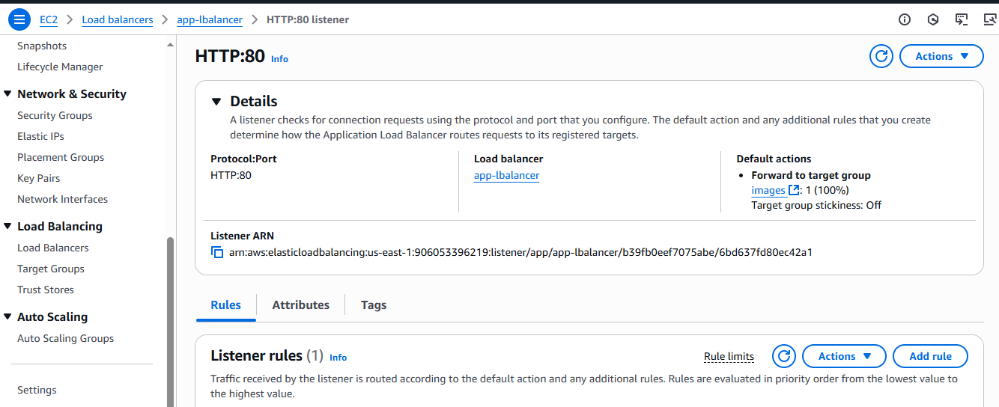 EC2 > Load balancers > app-lbalancer > HTTP:80 listener
Snapshots
Lifecycle Manager
Network & Security
Security Groups
Elastic IPs
Placement Groups
Key Pairs
Network Interfaces
Load Balancing
Load Balancers
Target Groups
Trust Stores
Auto Scaling
Auto Scaling Groups
Settings
HTTP:80 Info
Actions
Details
A listener checks for connection requests using the protocol and port that you configure. The default action and any additional rules that you create
determine how the Application Load Balancer routes requests to its registered targets.
Protocol:Port
HTTP:80
Load balancer
app-lbalancer
Default actions
• Forward to target group
images : 1 (100%)
Target group stickiness: Off
Listener ARN
arn:aws:elasticloadbalancing:us-east-1:906053396219:listener/app/app-lbalancer/b39fb0eef7075abe/6bd637fd80ec42a1
Rules
Attributes
Tags
Listener rules (1) Info
Rule limits
Actions
Add rule
Traffic received by the listener is routed according to the default action and any additional rules. Rules are evaluated in priority order from the lowest value to
the highest value.